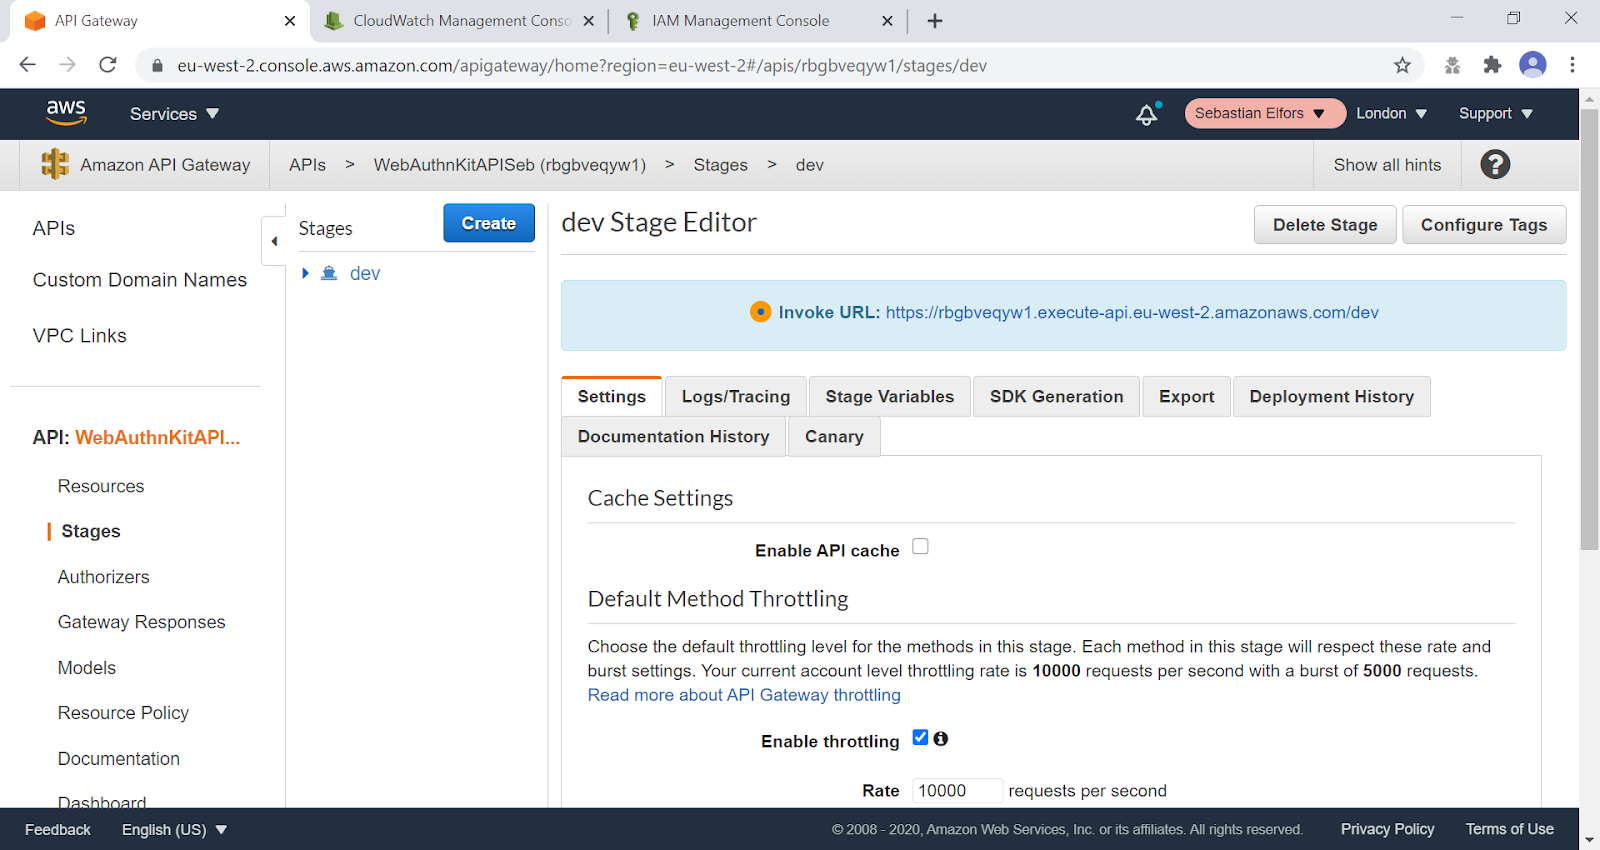 API Gateway
CloudWatch Management Conso
IAM Management Console
eu-west-2.console.aws.amazon.com/apigateway/home?region=eu-west-2#/apis/rbgbveqyw1/stages/dev
aws
Services
Sebastian Elfors
London
Support
Amazon API Gateway
APIs > WebAuthnKitAPISeb (rbgbveqyw1) > Stages > dev
Show all hints
?
APIs
Custom Domain Names
VPC Links
API: WebAuthnKitAPI...
Resources
Stages
Authorizers
Gateway Responses
Models
Resource Policy
Documentation
Dashboard
Stages
Create
dev
dev Stage Editor
Delete Stage
Configure Tags
Invoke URL: https://rbgbveqyw1.execute-api.eu-west-2.amazonaws.com/dev
Settings
Logs/Tracing
Stage Variables
SDK Generation
Export
Deployment History
Documentation History
Canary
Cache Settings
Enable API cache
Default Method Throttling
Choose the default throttling level for the methods in this stage. Each method in this stage will respect these rate and
burst settings. Your current account level throttling rate is 10000 requests per second with a burst of 5000 requests.
Read more about API Gateway throttling
Enable throttling
Rate 10000 requests per second
Feedback
English (US)
© 2008 - 2020, Amazon Web Services, Inc. or its affiliates. All rights reserved.
Privacy Policy
Terms of Use